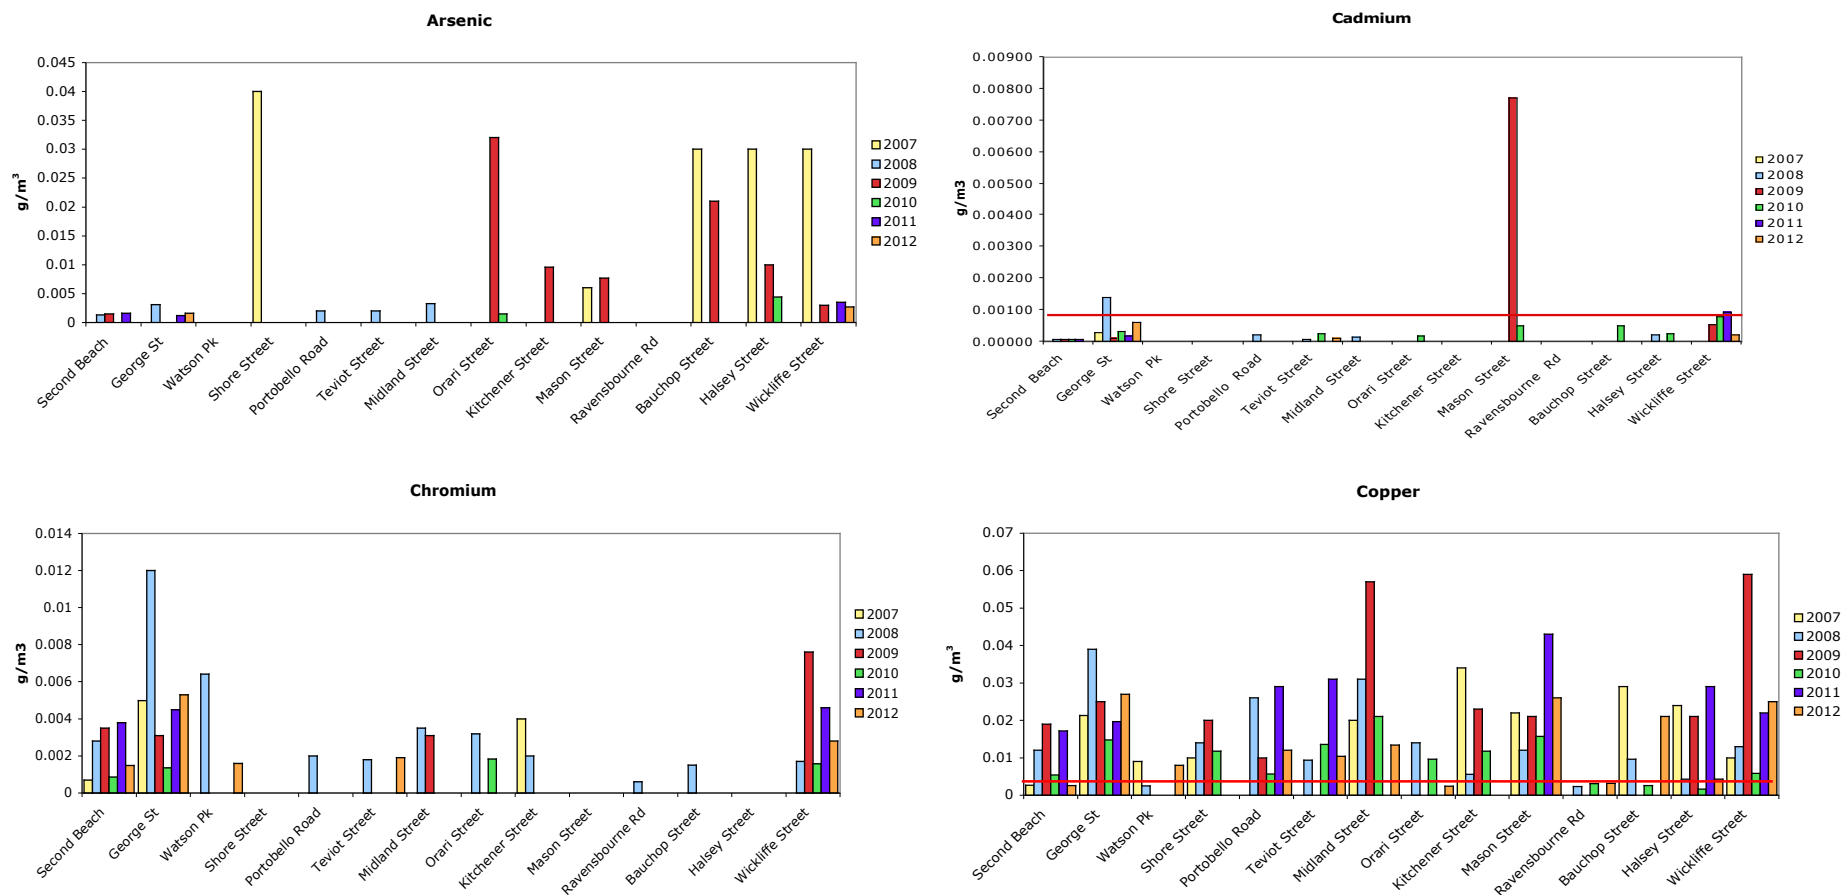 Arsenic
0.045
0.04
0.035
0.03
0.025
0.02
0.015
0.01
0.005
0
g/m³
Second Beach
George St
Watson Pk
Shore Street
Portobello Road
Teviot Street
Midland Street
Orari Street
Kitchener Street
Mason Street
Ravensbourne Rd
Bauchop Street
Halsey Street
Wickliffe Street
2007
2008
2009
2010
2011
2012
Cadmium
0.00900
0.00800
0.00700
0.00600
0.00500
0.00400
0.00300
0.00200
0.00100
0.00000
g/m3
Second Beach
George St
Watson Pk
Shore Street
Portobello Road
Teviot Street
Midland Street
Orari Street
Kitchener Street
Mason Street
Ravensbourne Rd
Bauchop Street
Halsey Street
Wickliffe Street
2007
2008
2009
2010
2011
2012
Chromium
0.014
0.012
0.01
0.008
0.006
0.004
0.002
0
g/m3
Second Beach
George St
Watson Pk
Shore Street
Portobello Road
Teviot Street
Midland Street
Orari Street
Kitchener Street
Mason Street
Ravensbourne Rd
Bauchop Street
Halsey Street
Wickliffe Street
2007
2008
2009
2010
2011
2012
Copper
0.07
0.06
0.05
0.04
0.03
0.02
0.01
0
g/m³
Second Beach
George St
Watson Pk
Shore Street
Portobello Road
Teviot Street
Midland Street
Orari Street
Kitchener Street
Mason Street
Ravensbourne Rd
Bauchop Street
Halsey Street
Wickliffe Street
2007
2008
2009
2010
2011
2012